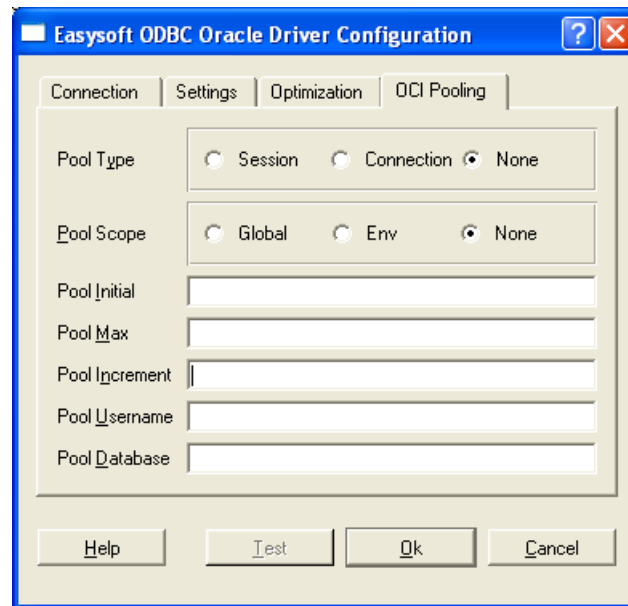 Easysoft ODBC Oracle Driver Configuration
Connection Settings Optimization OCI Pooling
Pool Type Session Connection None
Pool Scope Global Env None
Pool Initial
Pool Max
Pool Increment
Pool Username
Pool Database
Help Test Ok Cancel